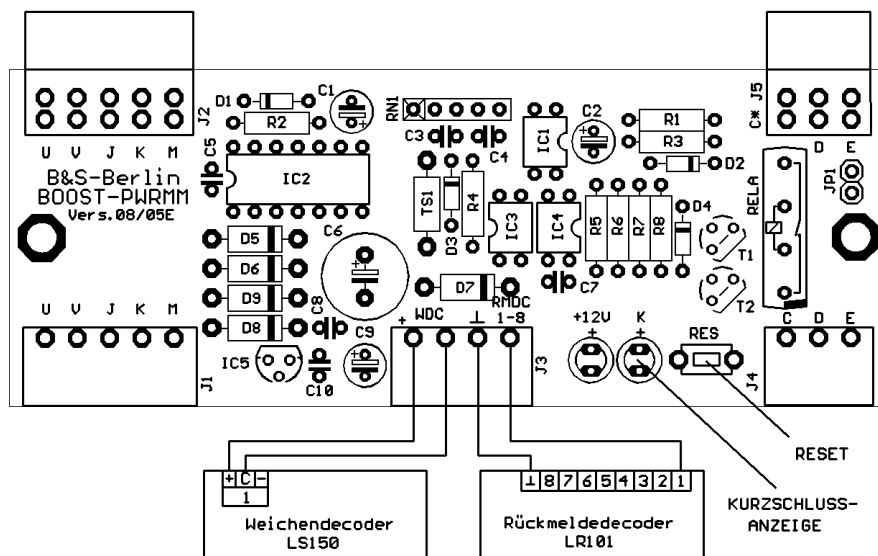 D1
C1
RN1
C2
J2
J5
R2
C3
C4
IC1
R1
R3
C*
U V J K M
D E
C5
B&S-Berlin
BOOST-PWRMM
Vers.08/05E
IC2
D2
JP1
RELA
TS1
D3
R4
IC3
IC4
R5
R6
R7
R8
D4
C6
+
T1
D5
D6
D9
D8
D7
C7
T2
U V J K M
C8
C9
+ WDC ⊥ RMDC
1-8
+12V
+
K
+
RES
C D E
IC5
C10
J1
J3
J4
RESET
+ C -
1
⊥ 8 7 6 5 4 3 2 1
KURZSCHLUSS-
ANZEIGE
Weichendecoder
LS150
Rückmeldedecoder
LR101